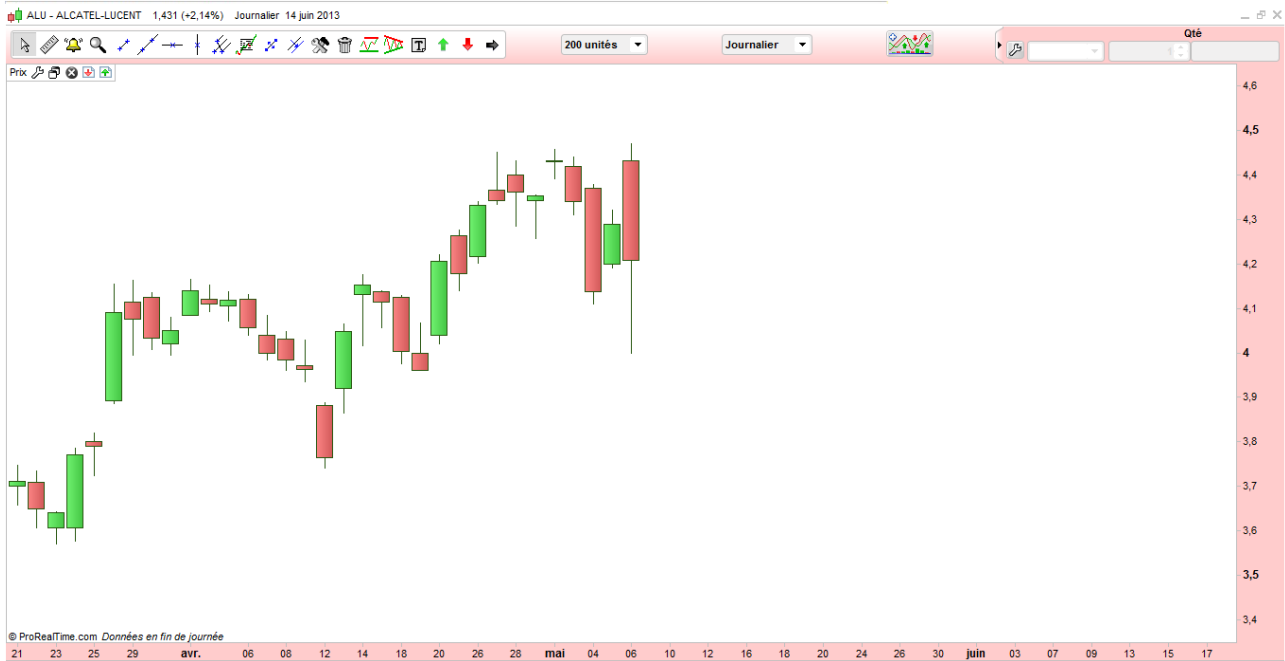 ALU - ALCATEL-LUCENT 1,431 (+2,14%) Journalier 14 juin 2013
200 unités Journalier Qté
Prix
4,6
4,5
4,4
4,3
4,2
4,1
4
3,9
3,8
3,7
3,6
3,5
3,4
© ProRealTime.com Données en fin de journée
21 23 25 29 avr. 06 08 12 14 18 20 26 28 mai 04 06 10 12 16 18 20 24 26 30 juin 03 07 09 13 15 17